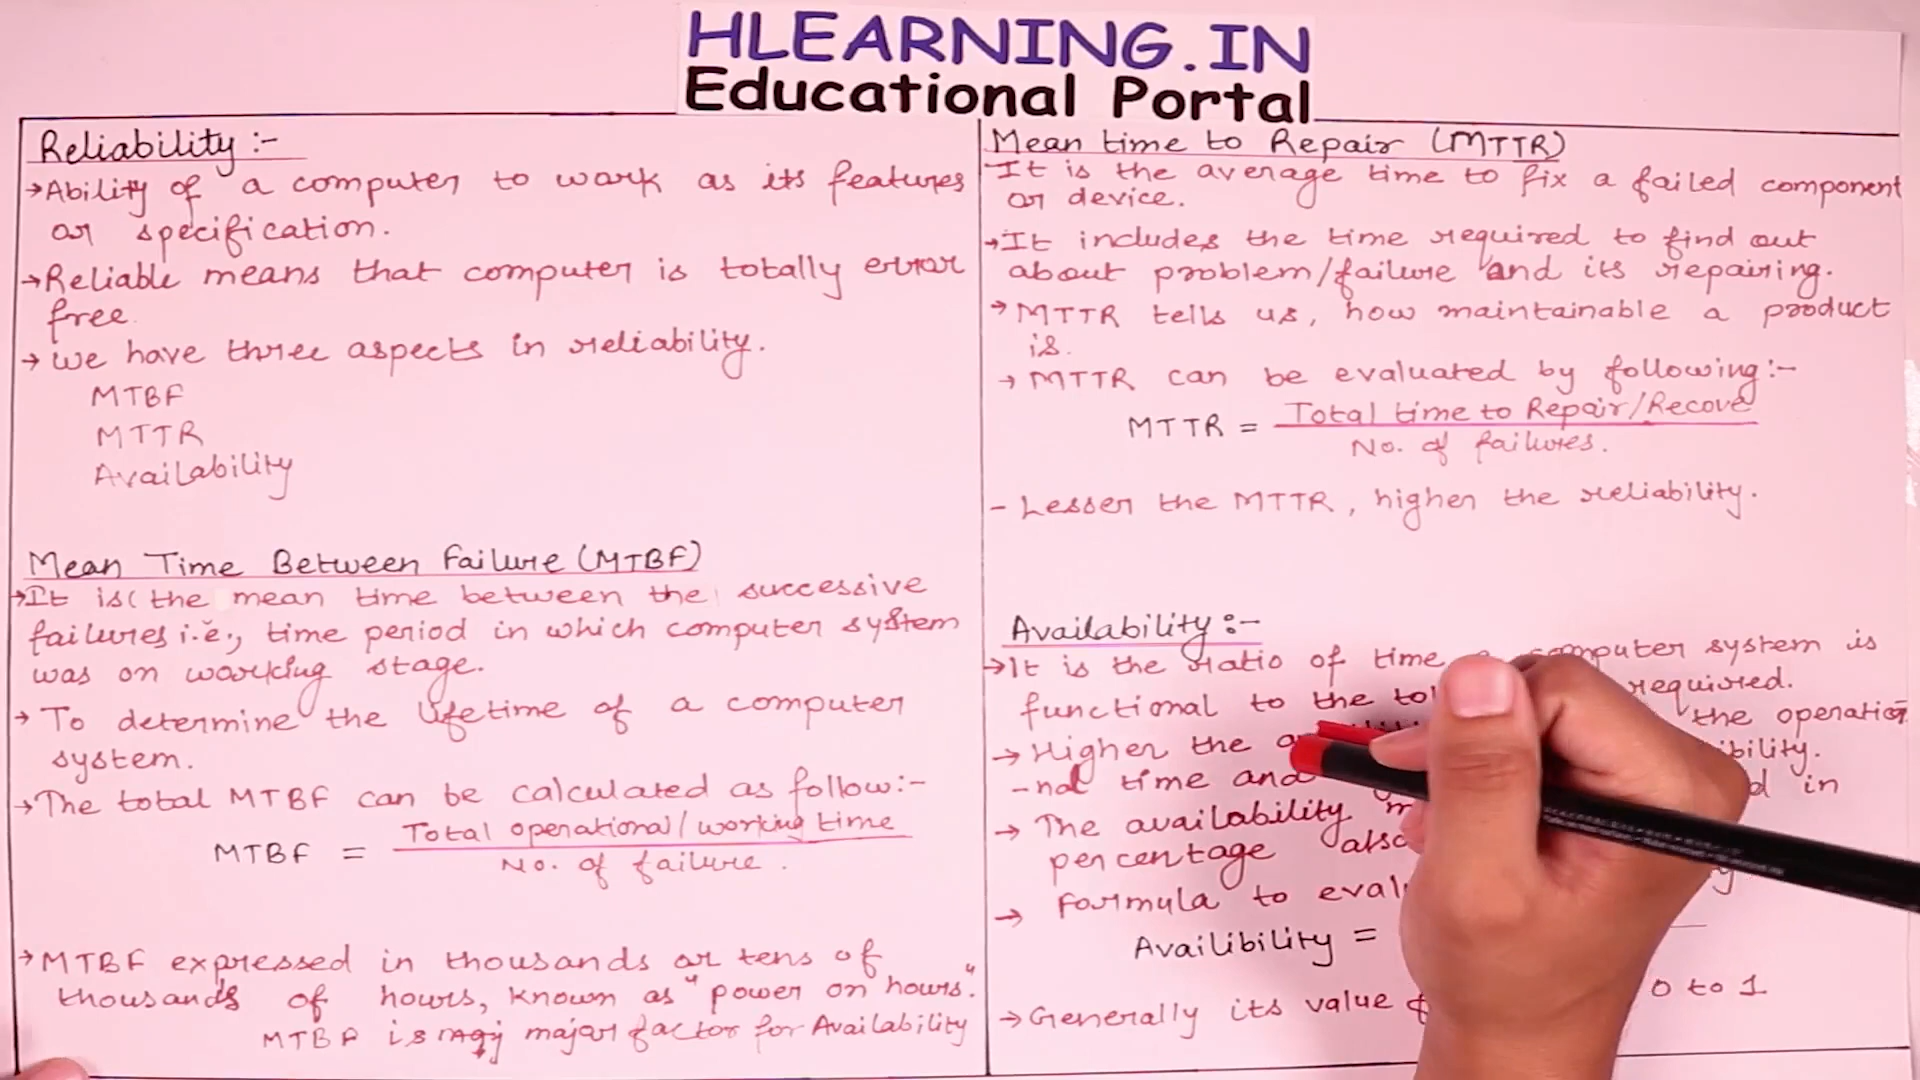 HLEARNING.IN
Educational Portal
Reliability :-
→Ability of a computer to work as its features
or specification.
→Reliable means that computer is totally error
free.
→ we have three aspects in reliability.
MTBF
MTTR
Availability
Mean Time Between Failure (MTBF)
→It is the mean time between the successive
failures i.e., time period in which computer system
was on working stage.
→ To determine the lifetime of a computer
system.
→The total MTBF can be calculated as follow:-
MTBF = Total operational / working time
No. of failure.
→MTBF expressed in thousands or tens of
thousands of hours, known as "power on hours."
MTBF is major factor for Availability
Mean time to Repair (MTTR)
→It is the average time to fix a failed component
or device.
→It includes the time required to find out
about problem/failure and its repairing.
→MTTR tells us, how maintainable a product
is.
→ MTTR can be evaluated by following:-
MTTR = Total time to Repair/Recove
No. of failures.
- Lesser the MTTR, higher the reliability.
Availability :-
→It is the ratio of time computer system is
functional to the required.
→ Higher the the operatio
-nal time and
→ The availability in
percentage also
→ Formula to
Availibility =
→Generally its value 0 to 1